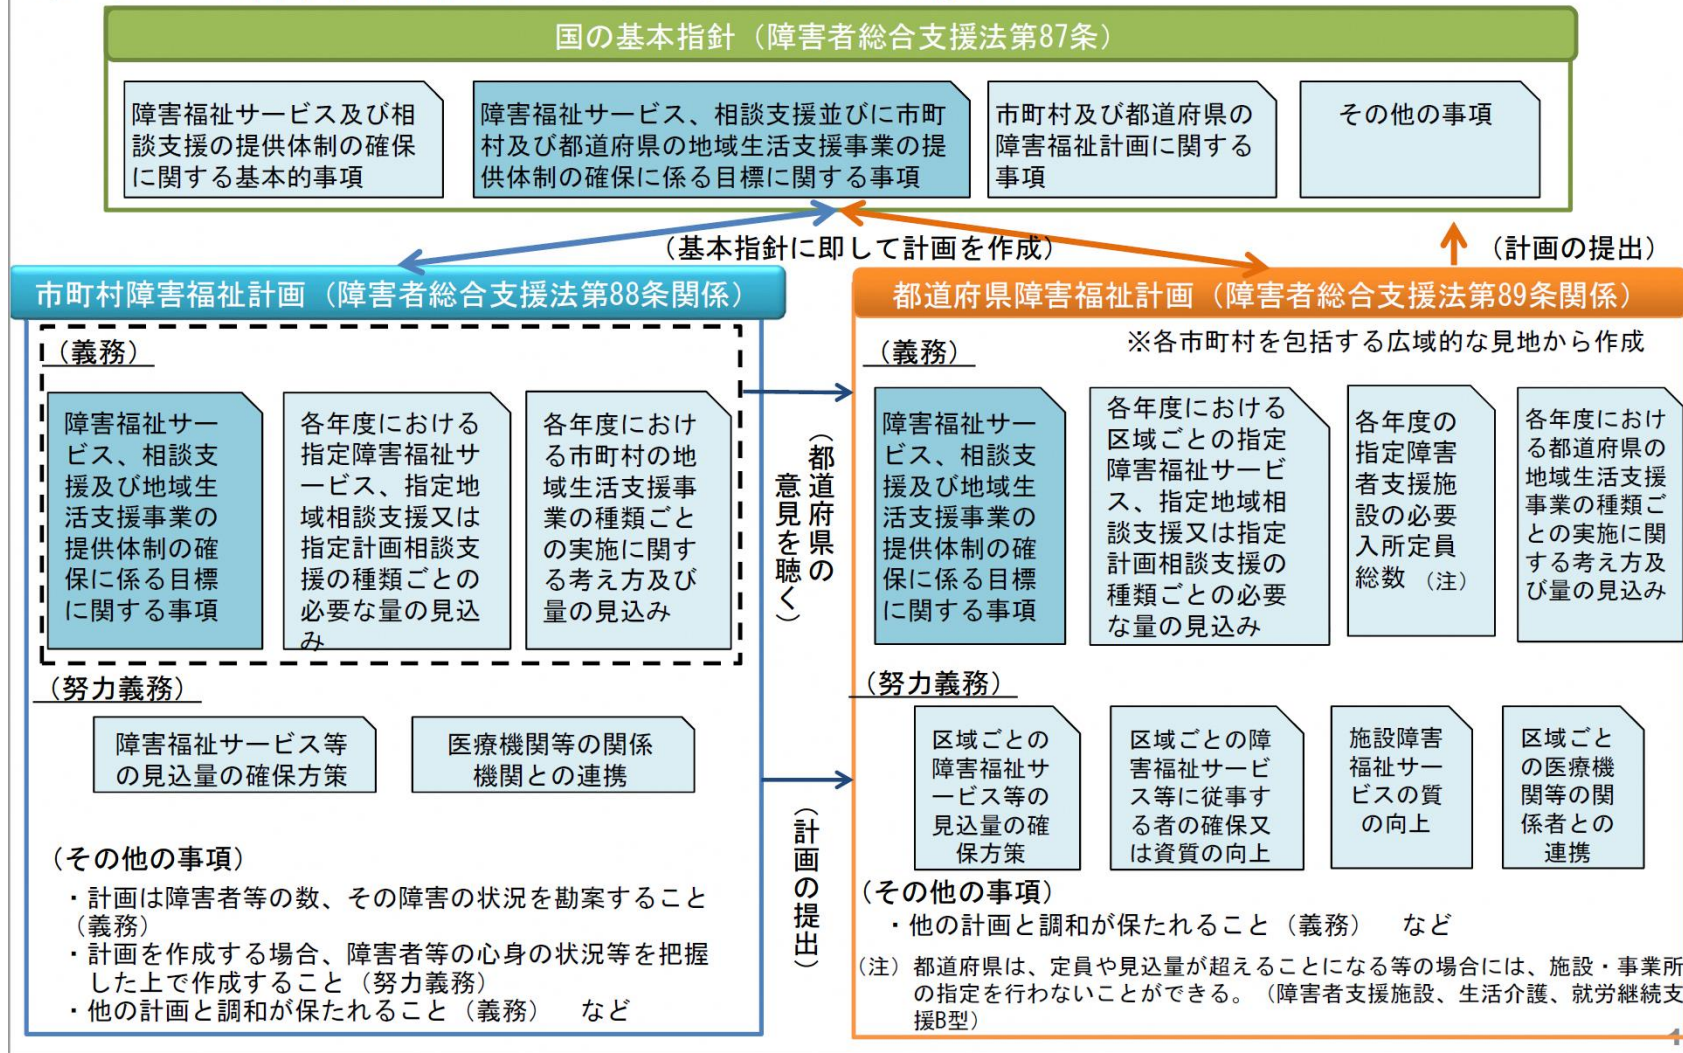 国の基本指針（障害者総合支援法第87条）
障害福祉サービス及び相
談支援の提供体制の確保
に関する基本的事項
障害福祉サービス、相談支援並びに市町
村及び都道府県の地域生活支援事業の提
供体制の確保に係る目標に関する事項
市町村及び都道府県の
障害福祉計画に関する
事項
その他の事項
（基本指針に即して計画を作成）
（計画の提出）
市町村障害福祉計画（障害者総合支援法第88条関係）
（義務）
障害福祉サー
ビス、相談支
援及び地域生
活支援事業の
提供体制の確
保に係る目標
に関する事項
各年度における
指定障害福祉サ
ービス、指定地
域相談支援又は
指定計画相談支
援の種類ごとの
必要な量の見込
み
各年度におけ
る市町村の地
域生活支援事
業の種類ごと
の実施に関す
る考え方及び
量の見込み
（努力義務）
障害福祉サービス等
の見込量の確保方策
医療機関等の関係
機関との連携
（その他の事項）
・計画は障害者等の数、その障害の状況を勘案すること
（義務）
・計画を作成する場合、障害者等の心身の状況等を把握
した上で作成すること（努力義務）
・他の計画と調和が保たれること（義務）　など
（都道府県の
意見を聴く）
（計画の提出）
都道府県障害福祉計画（障害者総合支援法第89条関係）
※各市町村を包括する広域的な見地から作成
（義務）
障害福祉サー
ビス、相談支
援及び地域生
活支援事業の
提供体制の確
保に係る目標
に関する事項
各年度における
区域ごとの指定
障害福祉サービ
ス、指定地域相
談支援又は指定
計画相談支援の
種類ごとの必要
な量の見込み
各年度の
指定障害
者支援施
設の必要
入所定員
総数（注）
各年度におけ
る都道府県の
地域生活支援
事業の種類ご
との実施に関
する考え方及
び量の見込み
（努力義務）
区域ごとの
障害福祉サ
ービス等の
見込量の確
保方策
区域ごとの障
害福祉サービ
ス等に従事す
る者の確保又
は資質の向上
施設障害
福祉サー
ビスの質
の向上
区域ごと
の医療機
関等の関
係者との
連携
（その他の事項）
・他の計画と調和が保たれること（義務）　など
（注）都道府県は、定員や見込量が超えることになる等の場合には、施設・事業所
の指定を行わないことができる。（障害者支援施設、生活介護、就労継続支
援B型）
1